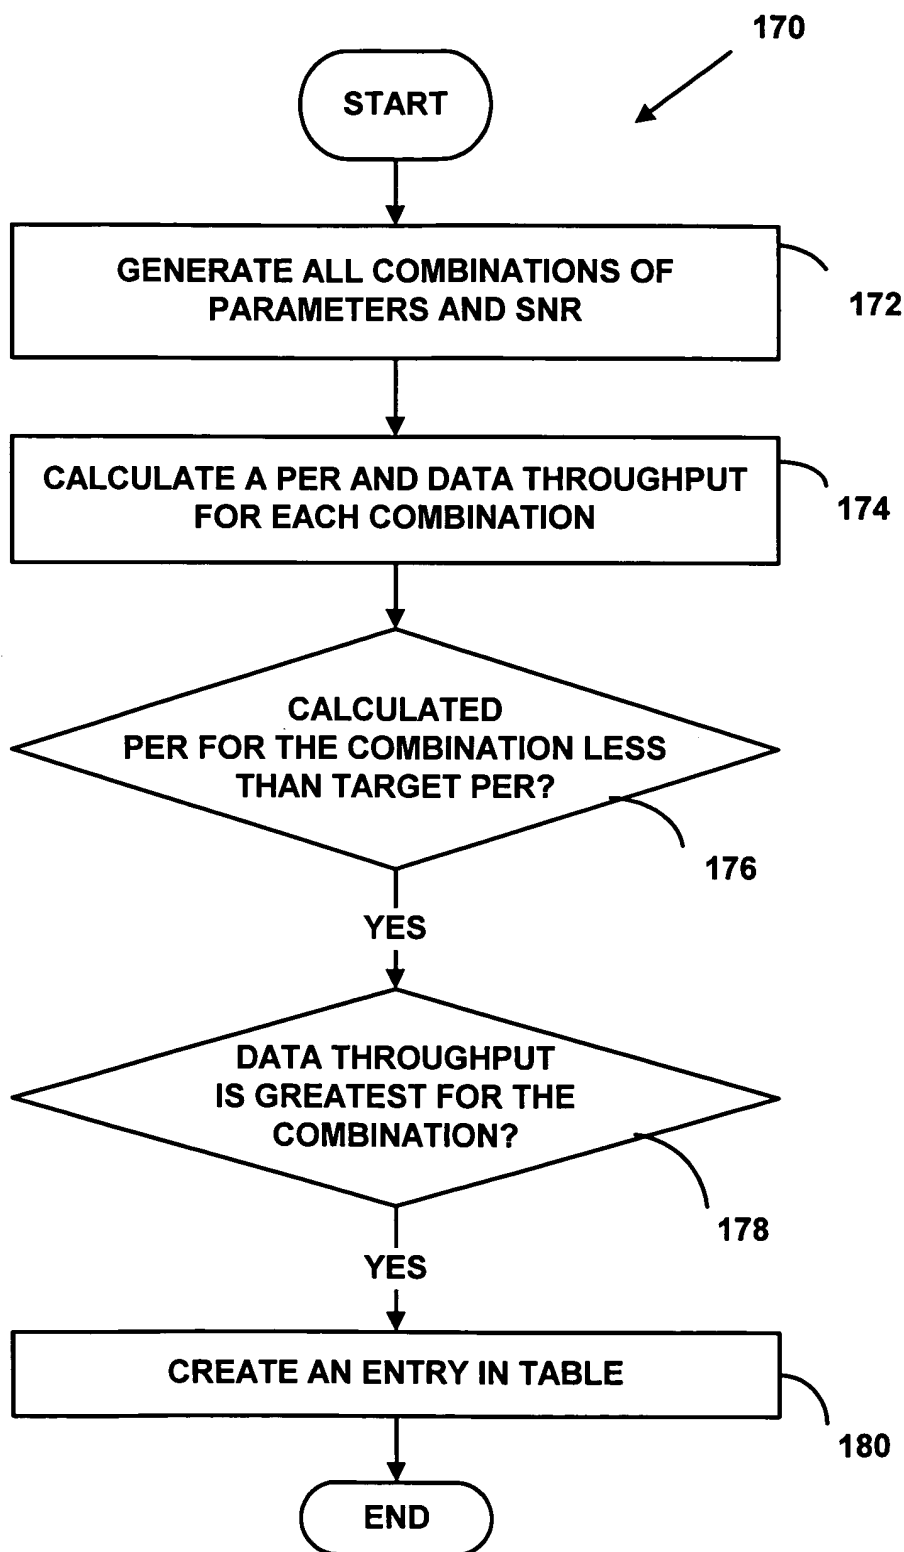 170
START
GENERATE ALL COMBINATIONS OF
PARAMETERS AND SNR
172
CALCULATE A PER AND DATA THROUGHPUT
FOR EACH COMBINATION
174
CALCULATED
PER FOR THE COMBINATION LESS
THAN TARGET PER?
176
YES
DATA THROUGHPUT
IS GREATEST FOR THE
COMBINATION?
178
YES
CREATE AN ENTRY IN TABLE
180
END